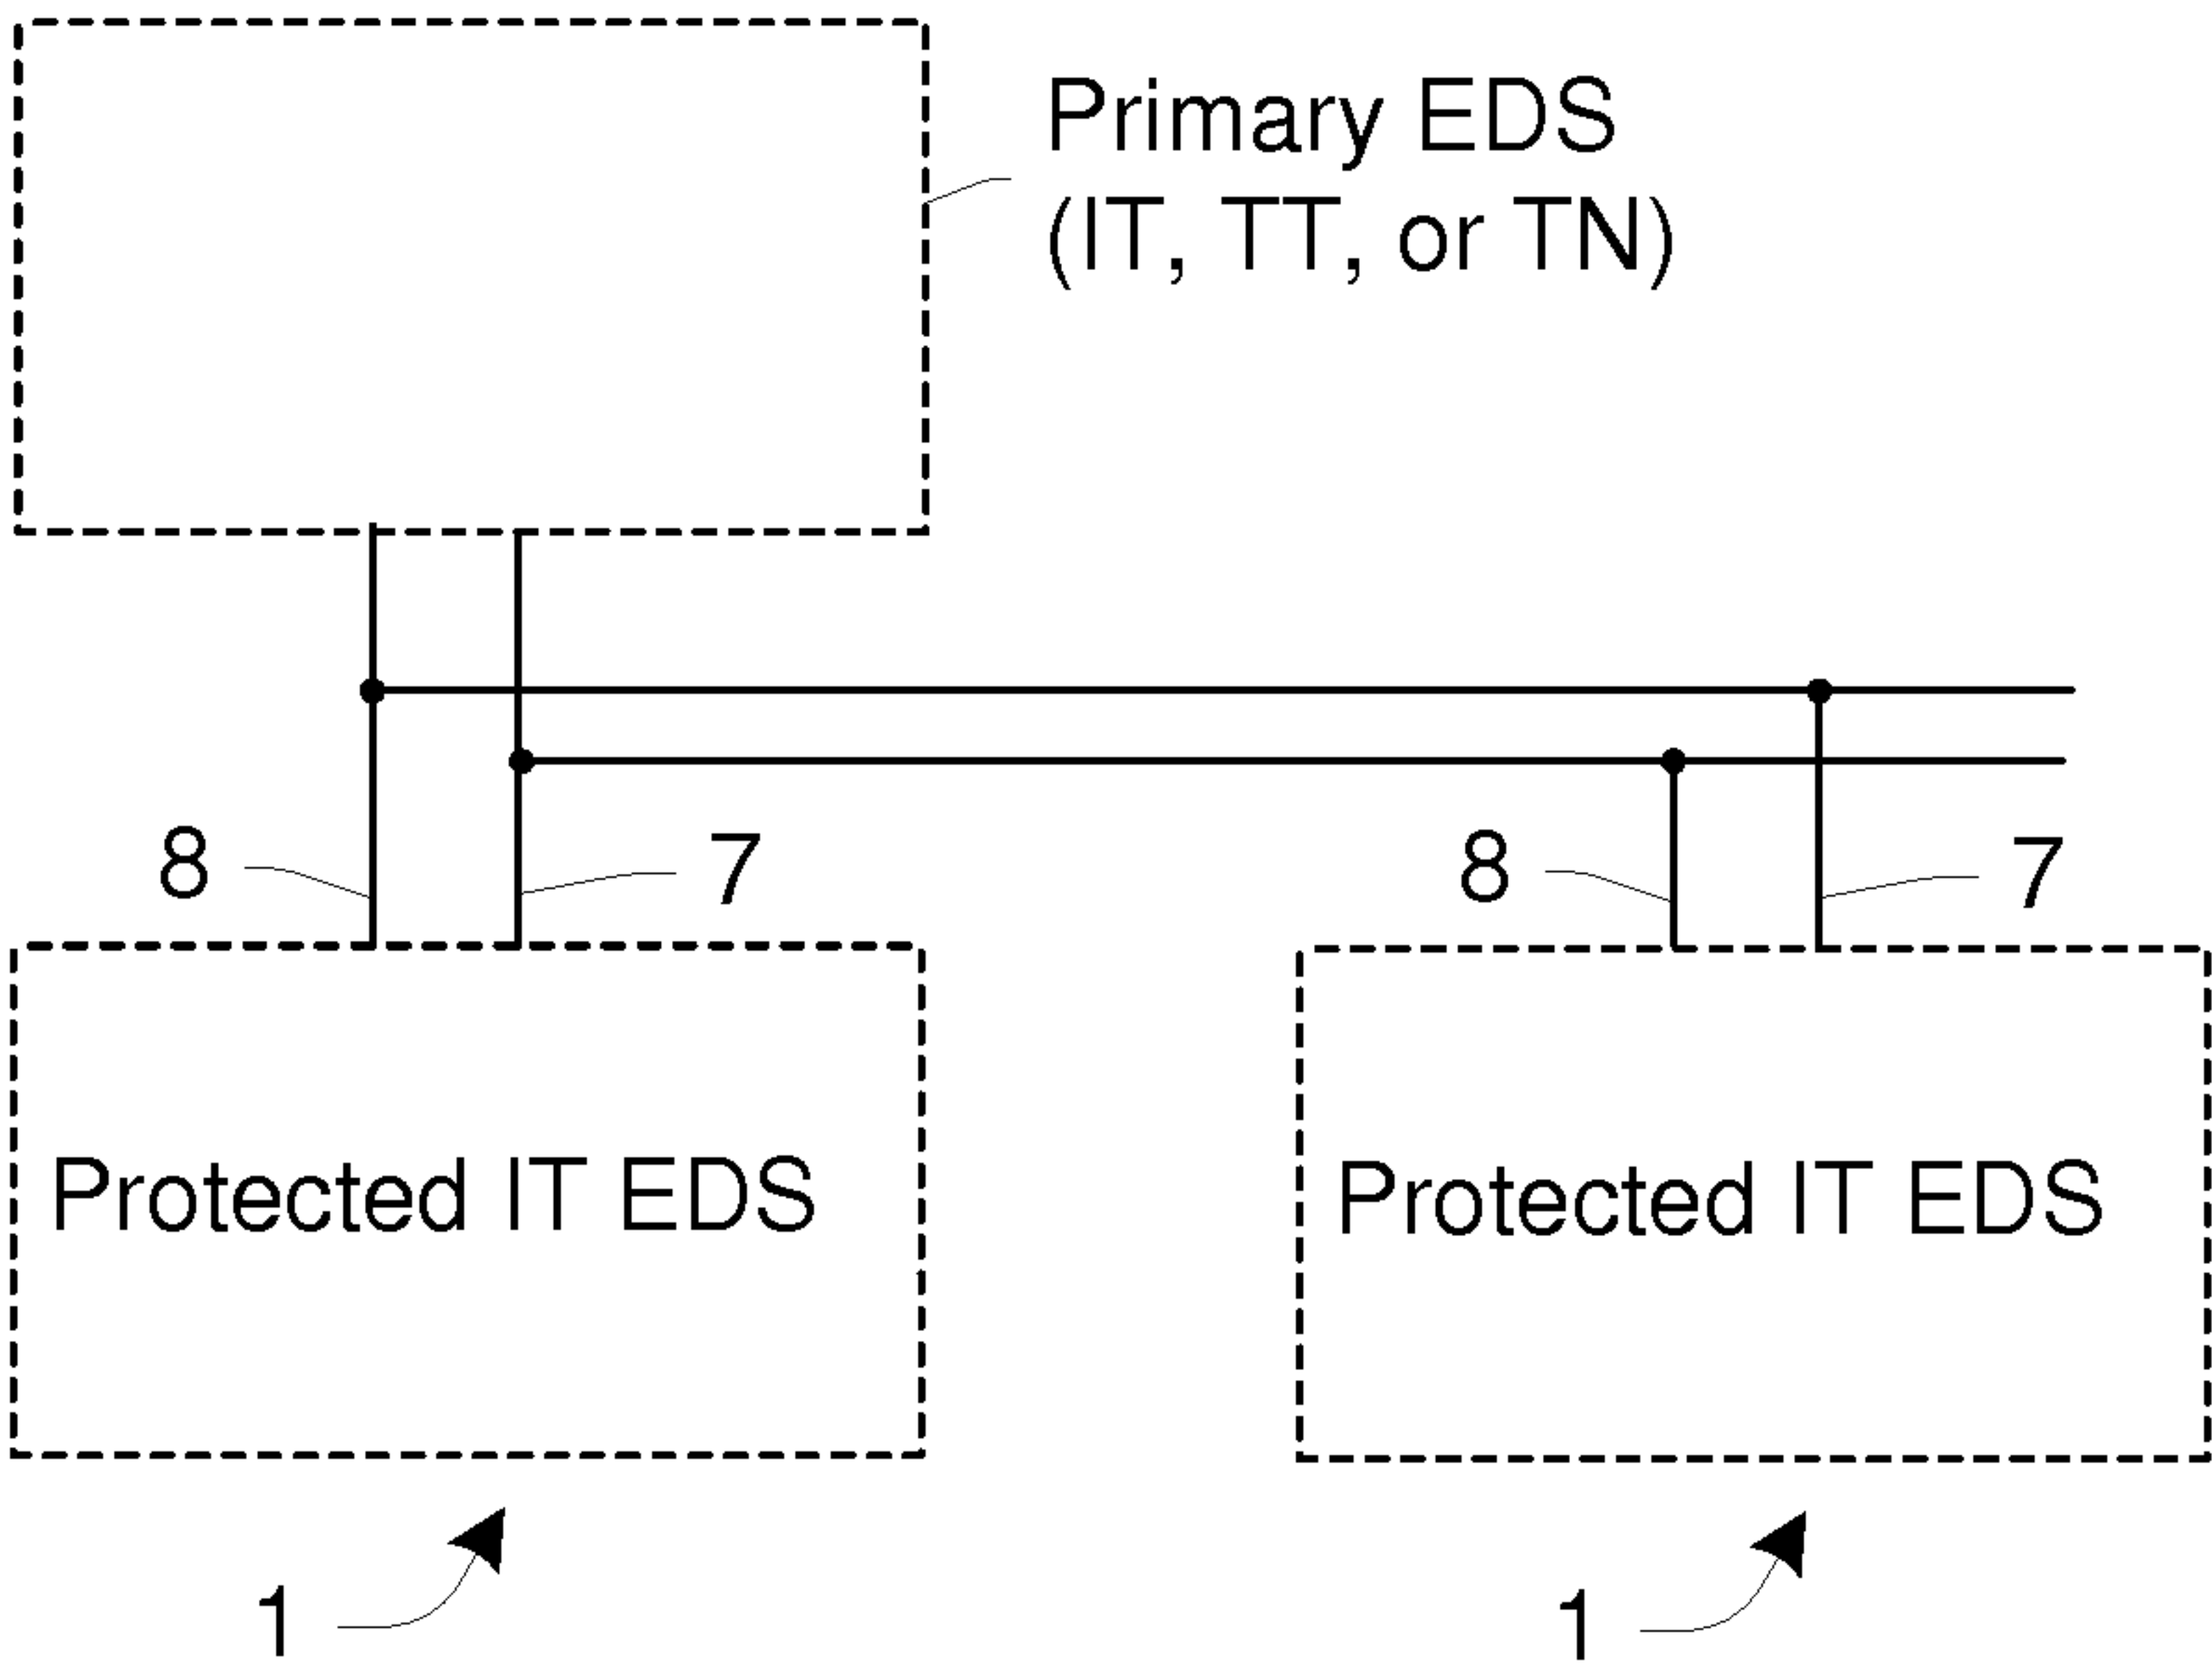 Primary EDS
(IT, TT, or TN)
8
7
8
7
Protected IT EDS
Protected IT EDS
1
1